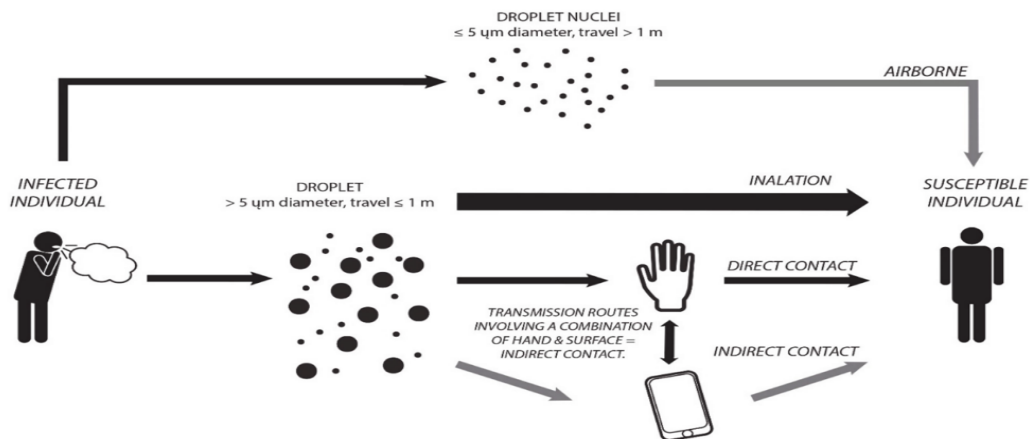 DROPLET NUCLEI
≤ 5 ųm diameter, travel > 1 m
AIRBORNE
INFECTED
INDIVIDUAL
DROPLET
> 5 ųm diameter, travel ≤ 1 m
INALATION
SUSCEPTIBLE
INDIVIDUAL
DIRECT CONTACT
TRANSMISSION ROUTES
INVOLVING A COMBINATION
OF HAND & SURFACE =
INDIRECT CONTACT.
INDIRECT CONTACT